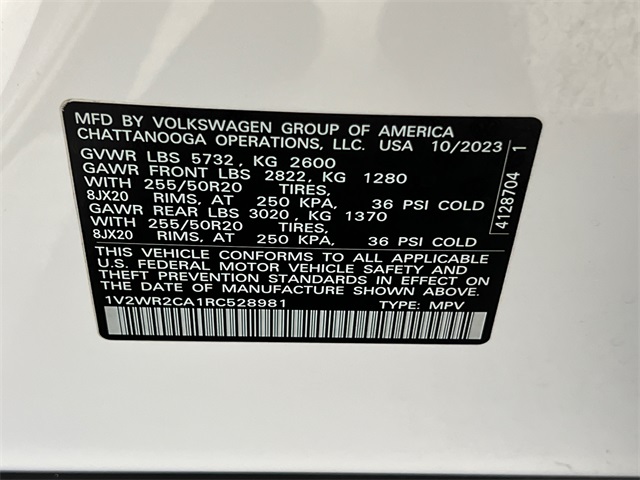 MFD BY VOLKSWAGEN GROUP OF AMERICA
CHATTANOOGA OPERATIONS, LLC. USA 10/2023
GVWR LBS 5732, KG 2600
GAWR FRONT LBS 2822, KG 1280
WITH 255/50R20 TIRES,
8JX20 RIMS, AT 250 KPA, 36 PSI COLD
GAWR REAR LBS 3020, KG 1370
WITH 255/50R20 TIRES,
8JX20 RIMS, AT 250 KPA, 36 PSI COLD
THIS VEHICLE CONFORMS TO ALL APPLICABLE
U.S. FEDERAL MOTOR VEHICLE SAFETY AND
THEFT PREVENTION STANDARDS IN EFFECT ON
THE DATE OF MANUFACTURE SHOWN ABOVE.
1V2WR2CA1RC528981 TYPE: MPV
4128704 1